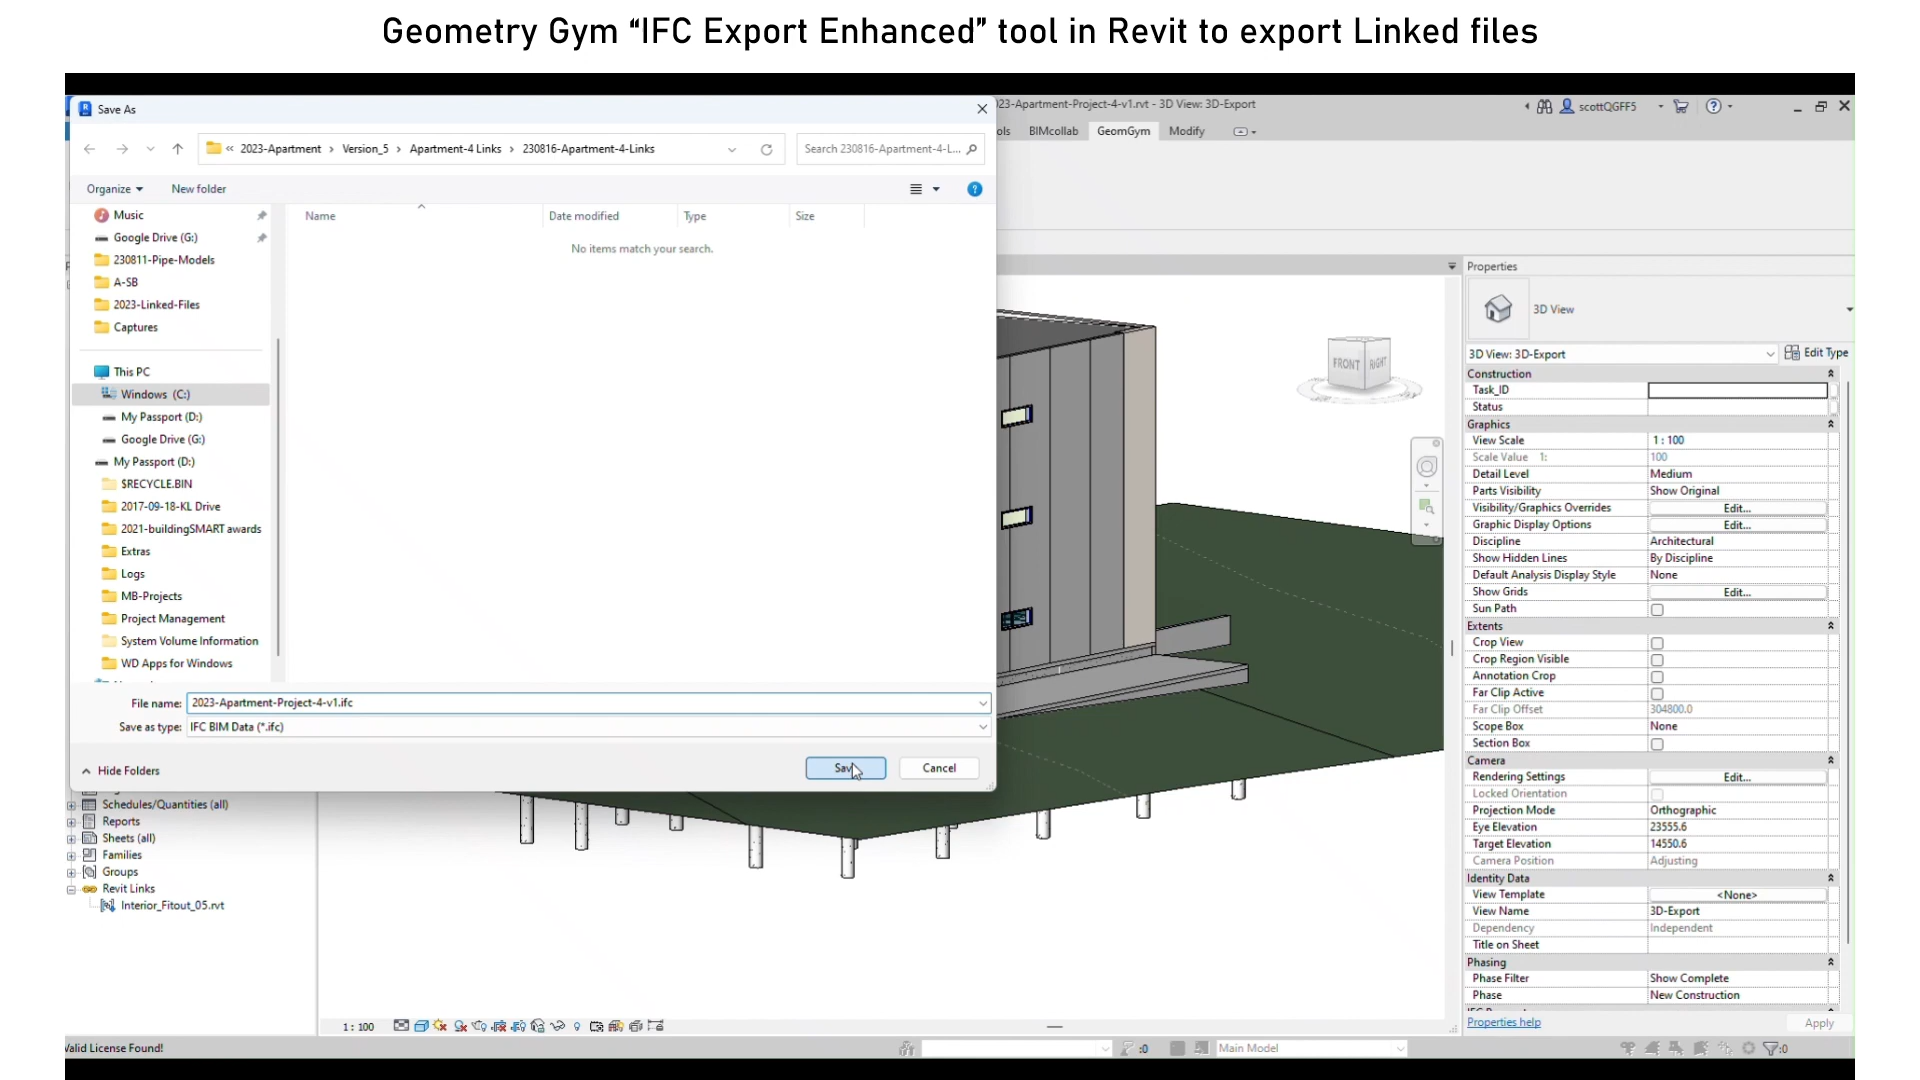 Geometry Gym “IFC Export Enhanced” tool in Revit to export Linked files
Save As
23-Apartment-Project-4-v1.rvt - 3D View: 3D-Export
scottQGFF5
ols BIMcollab GeomGym Modify
« 2023-Apartment > Version_5 > Apartment-4 Links > 230816-Apartment-4-Links
Search 230816-Apartment-4-L...
Organize New folder
Name Date modified Type Size
No items match your search.
Music
Google Drive (G:)
230811-Pipe-Models
A-SB
2023-Linked-Files
Captures
This PC
Windows (C:)
My Passport (D:)
Google Drive (G:)
My Passport (D:)
$RECYCLE.BIN
2017-09-18-KL Drive
2021-buildingSMART awards
Extras
Logs
MB-Projects
Project Management
System Volume Information
WD Apps for Windows
File name: 2023-Apartment-Project-4-v1.ifc
Save as type: IFC BIM Data (*.ifc)
Hide Folders
Save Cancel
Schedules/Quantities (all)
Reports
Sheets (all)
Families
Groups
Revit Links
Interior_Fitout_05.rvt
FRONT RIGHT
Properties
3D View
3D View: 3D-Export Edit Type
Construction
Task_ID
Status
Graphics
View Scale 1 : 100
Scale Value 1: 100
Detail Level Medium
Parts Visibility Show Original
Visibility/Graphics Overrides Edit...
Graphic Display Options Edit...
Discipline Architectural
Show Hidden Lines By Discipline
Default Analysis Display Style None
Show Grids Edit...
Sun Path
Extents
Crop View
Crop Region Visible
Annotation Crop
Far Clip Active
Far Clip Offset 304800.0
Scope Box None
Section Box
Camera
Rendering Settings Edit...
Locked Orientation
Projection Mode Orthographic
Eye Elevation 23555.6
Target Elevation 14550.6
Camera Position Adjusting
Identity Data
View Template <None>
View Name 3D-Export
Dependency Independent
Title on Sheet
Phasing
Phase Filter Show Complete
Phase New Construction
Properties help Apply
1 : 100
Valid License Found!
:0 Main Model :0